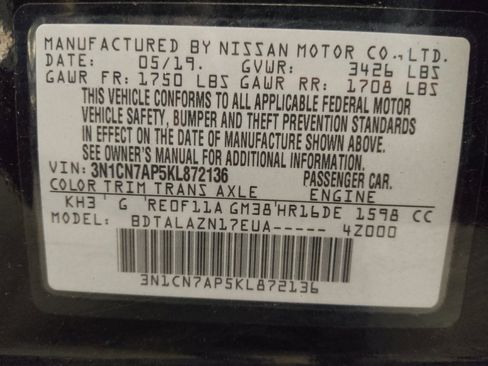 MANUFACTURED BY NISSAN MOTOR CO., LTD.
DATE: 05/19. GVWR: 3426 LBS
GAWR FR: 1750 LBS GAWR RR: 1708 LBS
THIS VEHICLE CONFORMS TO ALL APPLICABLE FEDERAL MOTOR
VEHICLE SAFETY, BUMPER AND THEFT PREVENTION STANDARDS
IN EFFECT ON THE DATE OF MANUFACTURE SHOWN ABOVE.
SEE OWNER'S MANUAL FOR ADDITIONAL INFORMATION.
VIN: 3N1CN7AP5KL872136 PASSENGER CAR.
COLOR TRIM TRANS AXLE ENGINE
KH3 G RE0F11A GM38 HR16DE 1598 CC
MODEL: BDTALAZN17EUA----- 4Z000
3N1CN7AP5KL872136